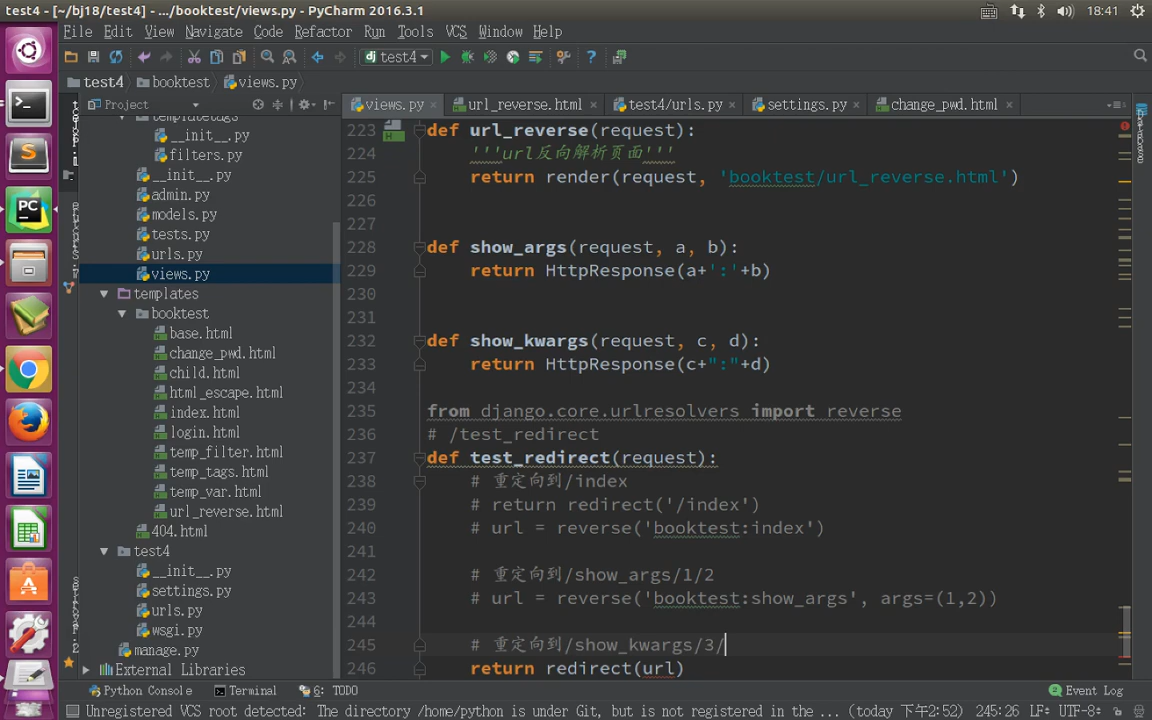 test4 - [~/bj18/test4] - .../booktest/views.py - PyCharm 2016.3.1
18:41
File Edit View Navigate Code Refactor Run Tools VCS Window Help
dj test4
test4 booktest views.py
Project
views.py url_reverse.html test4/urls.py settings.py change_pwd.html
templatetags
__init__.py
filters.py
__init__.py
admin.py
models.py
tests.py
urls.py
views.py
templates
booktest
base.html
change_pwd.html
child.html
html_escape.html
index.html
login.html
temp_filter.html
temp_tags.html
temp_var.html
url_reverse.html
404.html
test4
__init__.py
settings.py
urls.py
wsgi.py
manage.py
External Libraries
223 def url_reverse(request):
224 '''url反向解析页面'''
225 return render(request, 'booktest/url_reverse.html')
226
227
228 def show_args(request, a, b):
229 return HttpResponse(a+':'+b)
230
231
232 def show_kwargs(request, c, d):
233 return HttpResponse(c+":"+d)
234
235 from django.core.urlresolvers import reverse
236 # /test_redirect
237 def test_redirect(request):
238 # 重定向到/index
239 # return redirect('/index')
240 # url = reverse('booktest:index')
241
242 # 重定向到/show_args/1/2
243 # url = reverse('booktest:show_args', args=(1,2))
244
245 # 重定向到/show_kwargs/3/
246 return redirect(url)
Python Console Terminal 6: TODO Event Log
Unregistered VCS root detected: The directory /home/python is under Git, but is not registered in the ... (today 下午2:52) 245:26 LF÷ UTF-8÷